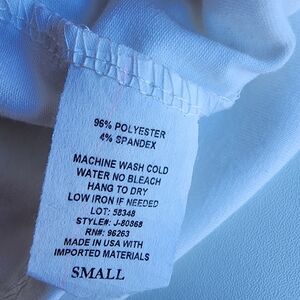 96% POLYESTER
4% SPANDEX
MACHINE WASH COLD
WATER NO BLEACH
HANG TO DRY
LOW IRON IF NEEDED
LOT: 58348
STYLE#: J-80868
RN#: 96263
MADE IN USA WITH
IMPORTED MATERIALS
SMALL